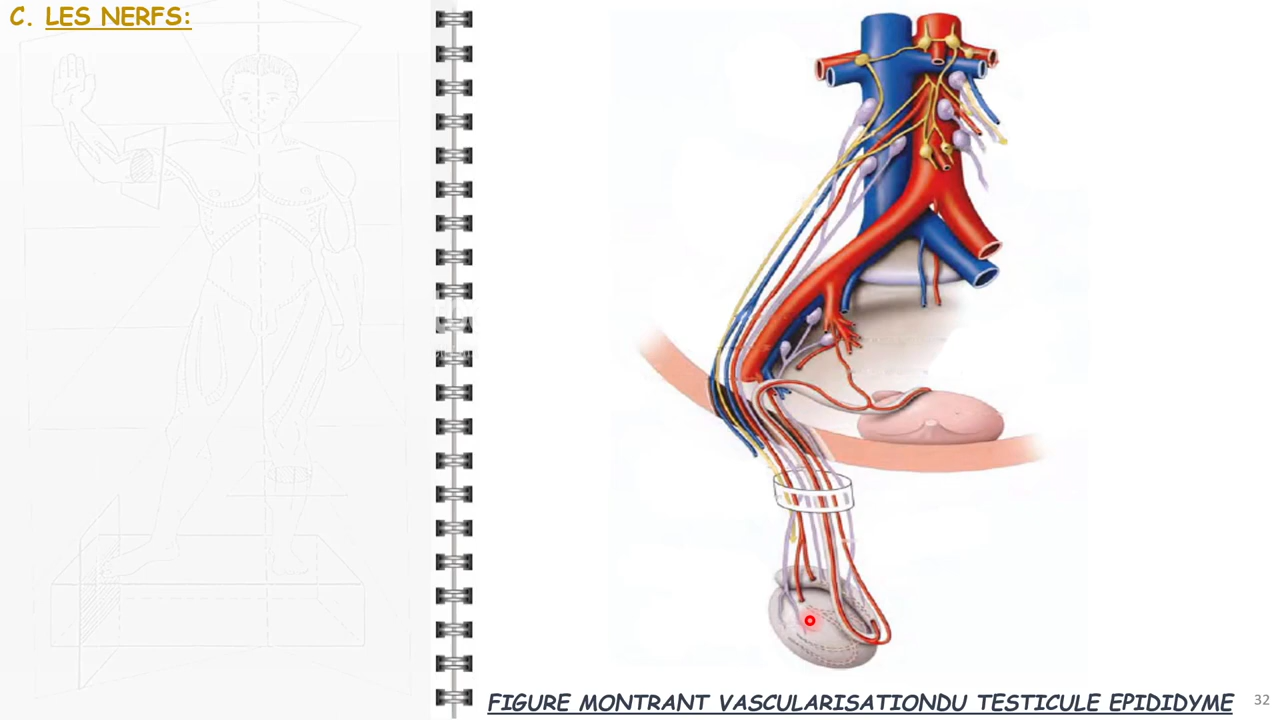 C. LES NERFS:
FIGURE MONTRANT VASCULARISATIONDU TESTICULE EPIDIDYME
32